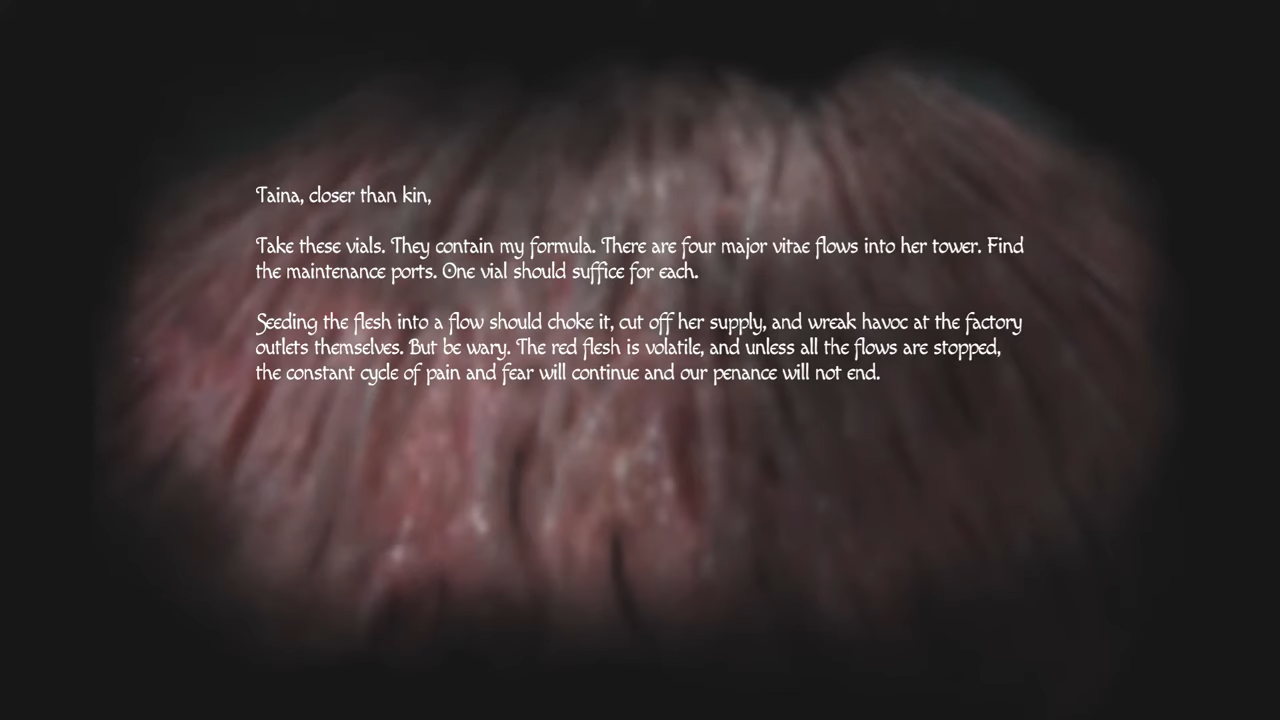 Taina, closer than kin,
Take these vials. They contain my formula. There are four major vitae flows into her tower. Find
the maintenance ports. One vial should suffice for each.
Seeding the flesh into a flow should choke it, cut off her supply, and wreak havoc at the factory
outlets themselves. But be wary. The red flesh is volatile, and unless all the flows are stopped,
the constant cycle of pain and fear will continue and our penance will not end.